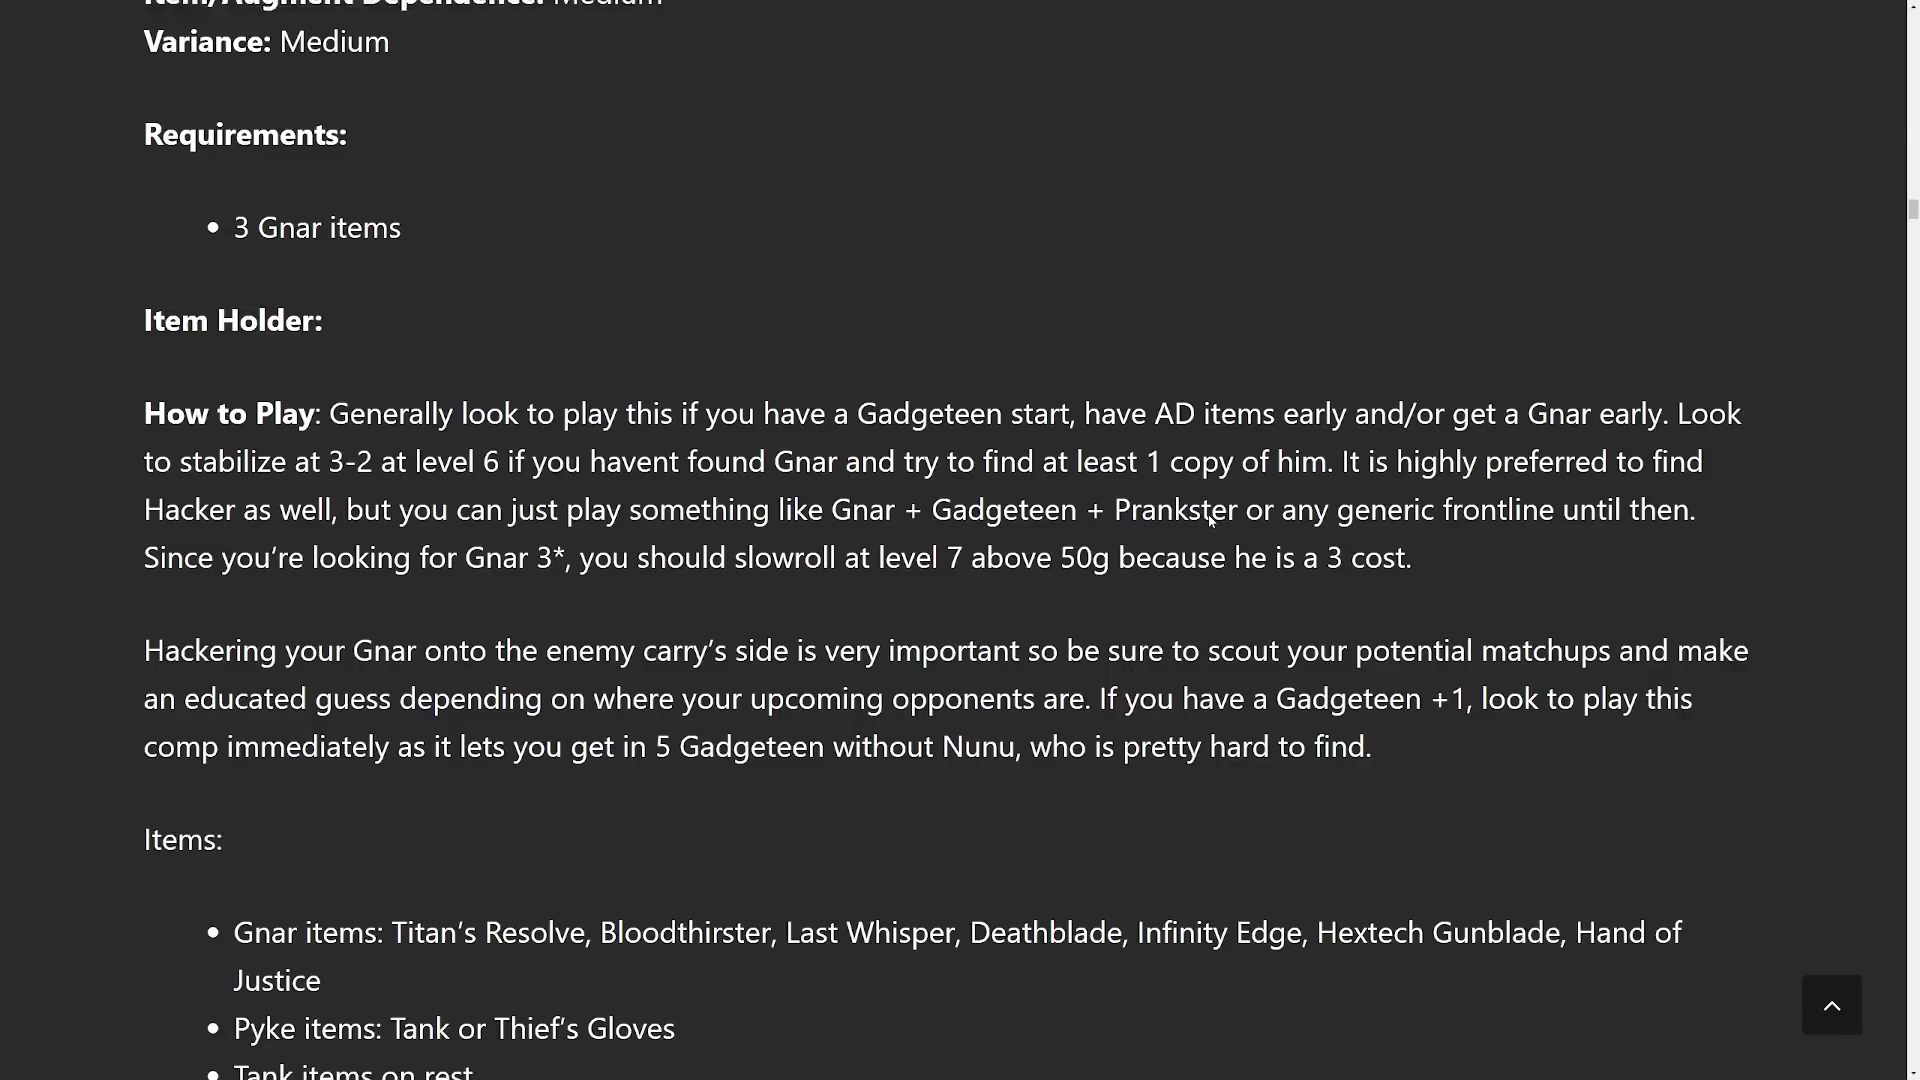 Item/Augment Dependence: Medium
Variance: Medium
Requirements:
• 3 Gnar items
Item Holder:
How to Play: Generally look to play this if you have a Gadgeteen start, have AD items early and/or get a Gnar early. Look
to stabilize at 3-2 at level 6 if you havent found Gnar and try to find at least 1 copy of him. It is highly preferred to find
Hacker as well, but you can just play something like Gnar + Gadgeteen + Prankster or any generic frontline until then.
Since you’re looking for Gnar 3*, you should slowroll at level 7 above 50g because he is a 3 cost.
Hackering your Gnar onto the enemy carry’s side is very important so be sure to scout your potential matchups and make
an educated guess depending on where your upcoming opponents are. If you have a Gadgeteen +1, look to play this
comp immediately as it lets you get in 5 Gadgeteen without Nunu, who is pretty hard to find.
Items:
• Gnar items: Titan’s Resolve, Bloodthirster, Last Whisper, Deathblade, Infinity Edge, Hextech Gunblade, Hand of
Justice
• Pyke items: Tank or Thief’s Gloves
• Tank items on rest